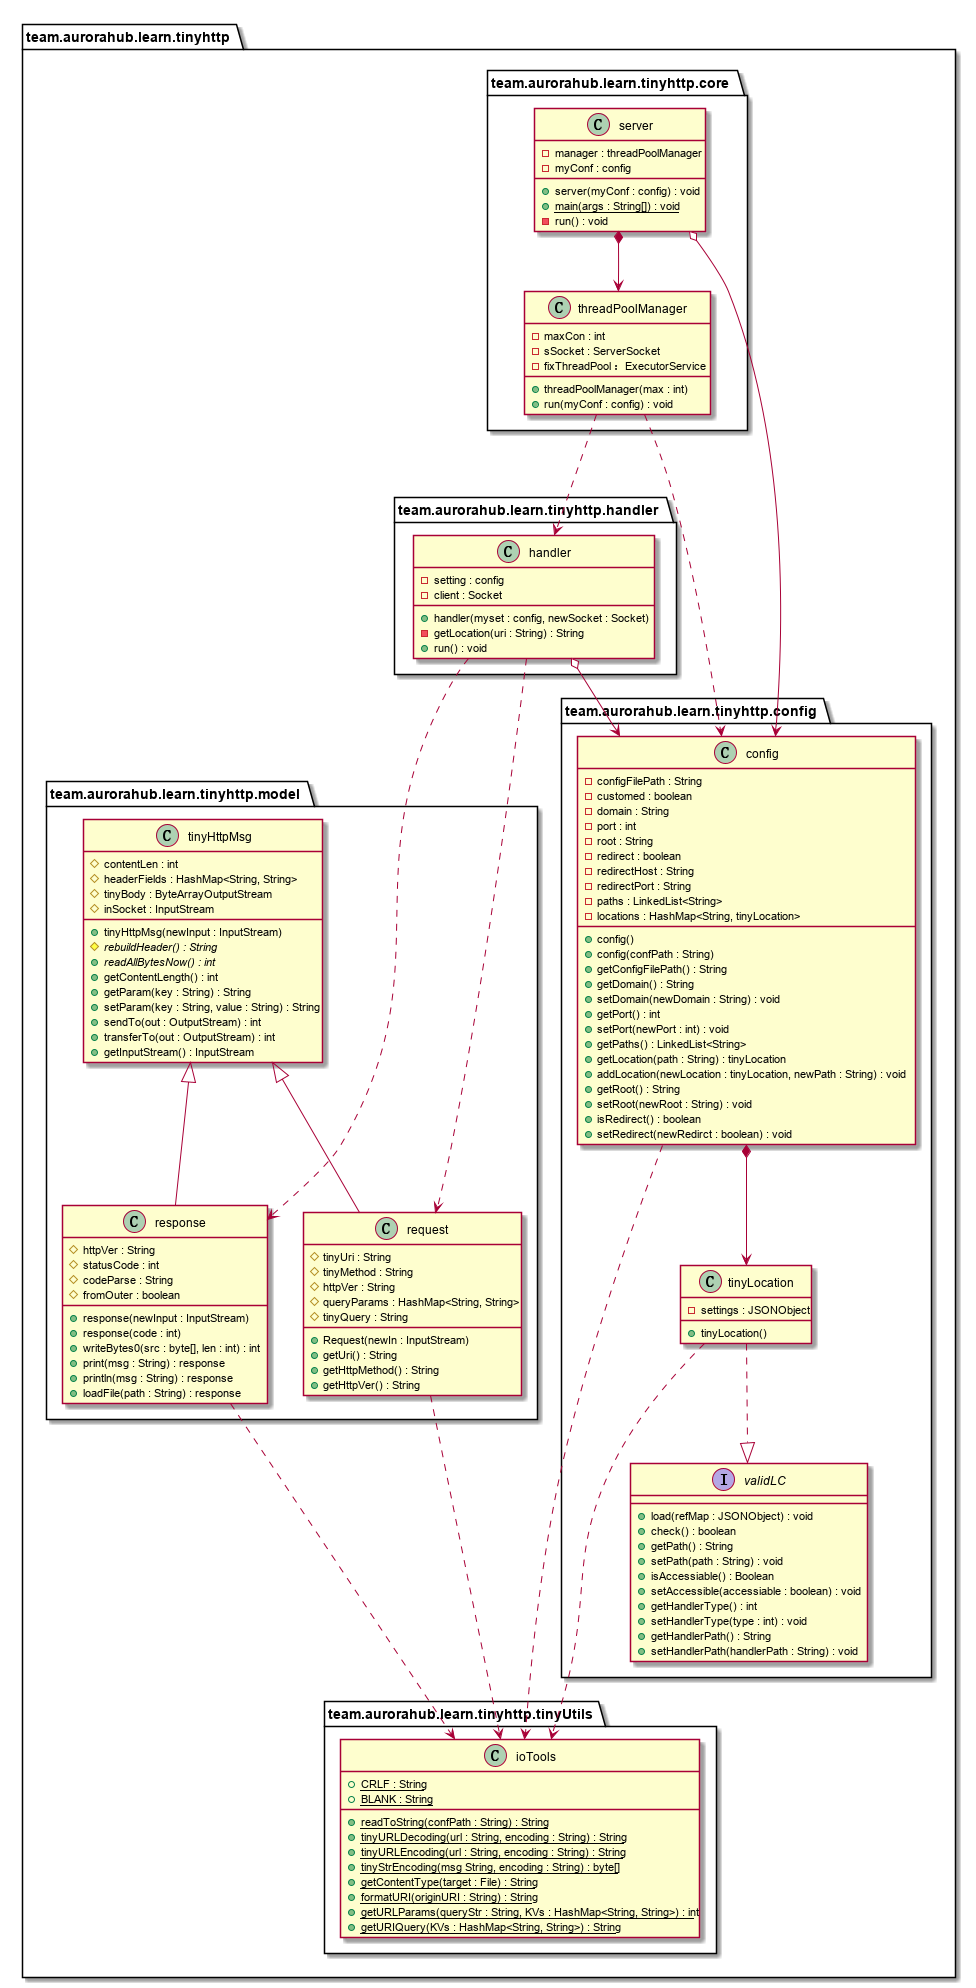 team.aurorahub.learn.tinyhttp
team.aurorahub.learn.tinyhttp.core
C server
manager : threadPoolManager
myConf : config
server(myConf : config) : void
main(args : String[]) : void
run() : void
C threadPoolManager
maxCon : int
sSocket : ServerSocket
fixThreadPool： ExecutorService
threadPoolManager(max : int)
run(myConf : config) : void
team.aurorahub.learn.tinyhttp.handler
C handler
setting : config
client : Socket
handler(myset : config, newSocket : Socket)
getLocation(uri : String) : String
run() : void
team.aurorahub.learn.tinyhttp.config
C config
configFilePath : String
customed : boolean
domain : String
port : int
root : String
redirect : boolean
redirectHost : String
redirectPort : String
paths : LinkedList<String>
locations : HashMap<String, tinyLocation>
config()
config(confPath : String)
getConfigFilePath() : String
getDomain() : String
setDomain(newDomain : String) : void
getPort() : int
setPort(newPort : int) : void
getPaths() : LinkedList<String>
getLocation(path : String) : tinyLocation
addLocation(newLocation : tinyLocation, newPath : String) : void
getRoot() : String
setRoot(newRoot : String) : void
isRedirect() : boolean
setRedirect(newRedirct : boolean) : void
team.aurorahub.learn.tinyhttp.model
C tinyHttpMsg
contentLen : int
headerFields : HashMap<String, String>
tinyBody : ByteArrayOutputStream
inSocket : InputStream
tinyHttpMsg(newInput : InputStream)
rebuildHeader() : String
readAllBytesNow() : int
getContentLength() : int
getParam(key : String) : String
setParam(key : String, value : String) : String
sendTo(out : OutputStream) : int
transferTo(out : OutputStream) : int
getInputStream() : InputStream
C response
httpVer : String
statusCode : int
codeParse : String
fromOuter : boolean
response(newInput : InputStream)
response(code : int)
writeBytes0(src : byte[], len : int) : int
print(msg : String) : response
println(msg : String) : response
loadFile(path : String) : response
C request
tinyUri : String
tinyMethod : String
httpVer : String
queryParams : HashMap<String, String>
tinyQuery : String
Request(newIn : InputStream)
getUri() : String
getHttpMethod() : String
getHttpVer() : String
C tinyLocation
settings : JSONObject
tinyLocation()
I validLC
load(refMap : JSONObject) : void
check() : boolean
getPath() : String
setPath(path : String) : void
isAccessiable() : Boolean
setAccessible(accessiable : boolean) : void
getHandlerType() : int
setHandlerType(type : int) : void
getHandlerPath() : String
setHandlerPath(handlerPath : String) : void
team.aurorahub.learn.tinyhttp.tinyUtils
C ioTools
CRLF : String
BLANK : String
readToString(confPath : String) : String
tinyURLDecoding(url : String, encoding : String) : String
tinyURLEncoding(url : String, encoding : String) : String
tinyStrEncoding(msg String, encoding : String) : byte[]
getContentType(target : File) : String
formatURI(originURI : String) : String
getURLParams(queryStr : String, KVs : HashMap<String, String>) : int
getURIQuery(KVs : HashMap<String, String>) : String